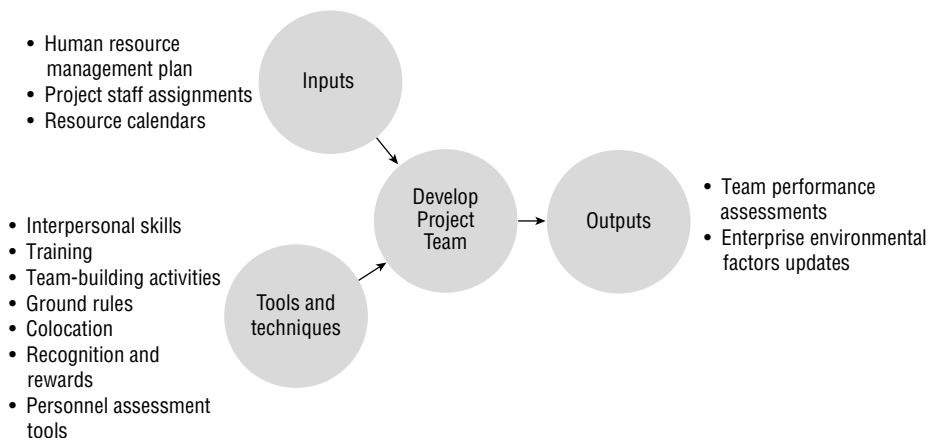 • Human resource
management plan
• Project staff assignments
• Resource calendars
Inputs
Develop
Project
Team
Outputs
• Team performance
assessments
• Enterprise environmental
factors updates
• Interpersonal skills
• Training
• Team-building activities
• Ground rules
• Colocation
• Recognition and
rewards
• Personnel assessment
tools
Tools and
techniques